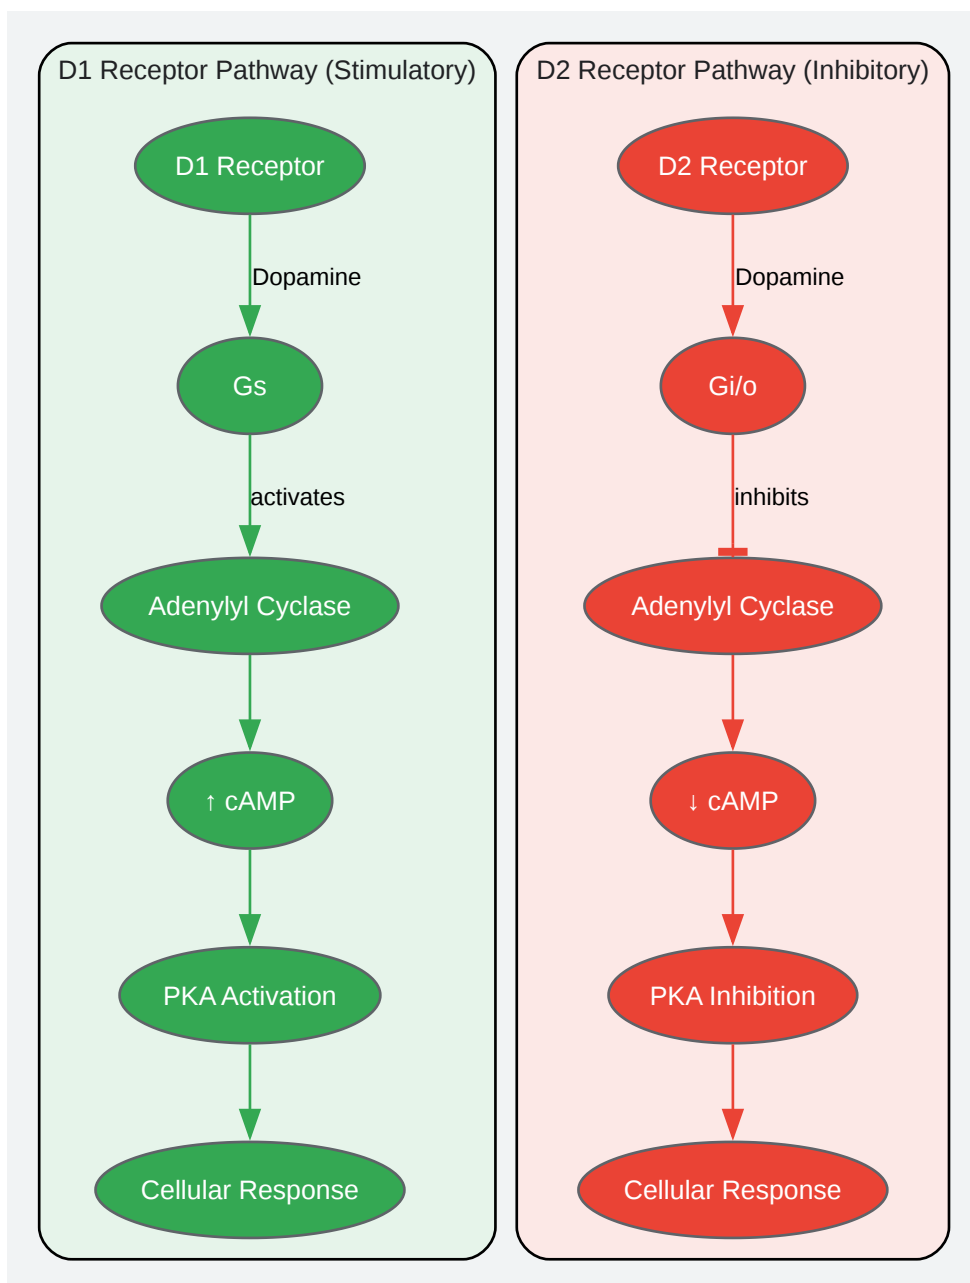 D1 Receptor Pathway (Stimulatory)
D1 Receptor
Dopamine
Gs
activates
Adenylyl Cyclase
↑ cAMP
PKA Activation
Cellular Response
D2 Receptor Pathway (Inhibitory)
D2 Receptor
Dopamine
Gi/o
inhibits
Adenylyl Cyclase
↓ cAMP
PKA Inhibition
Cellular Response